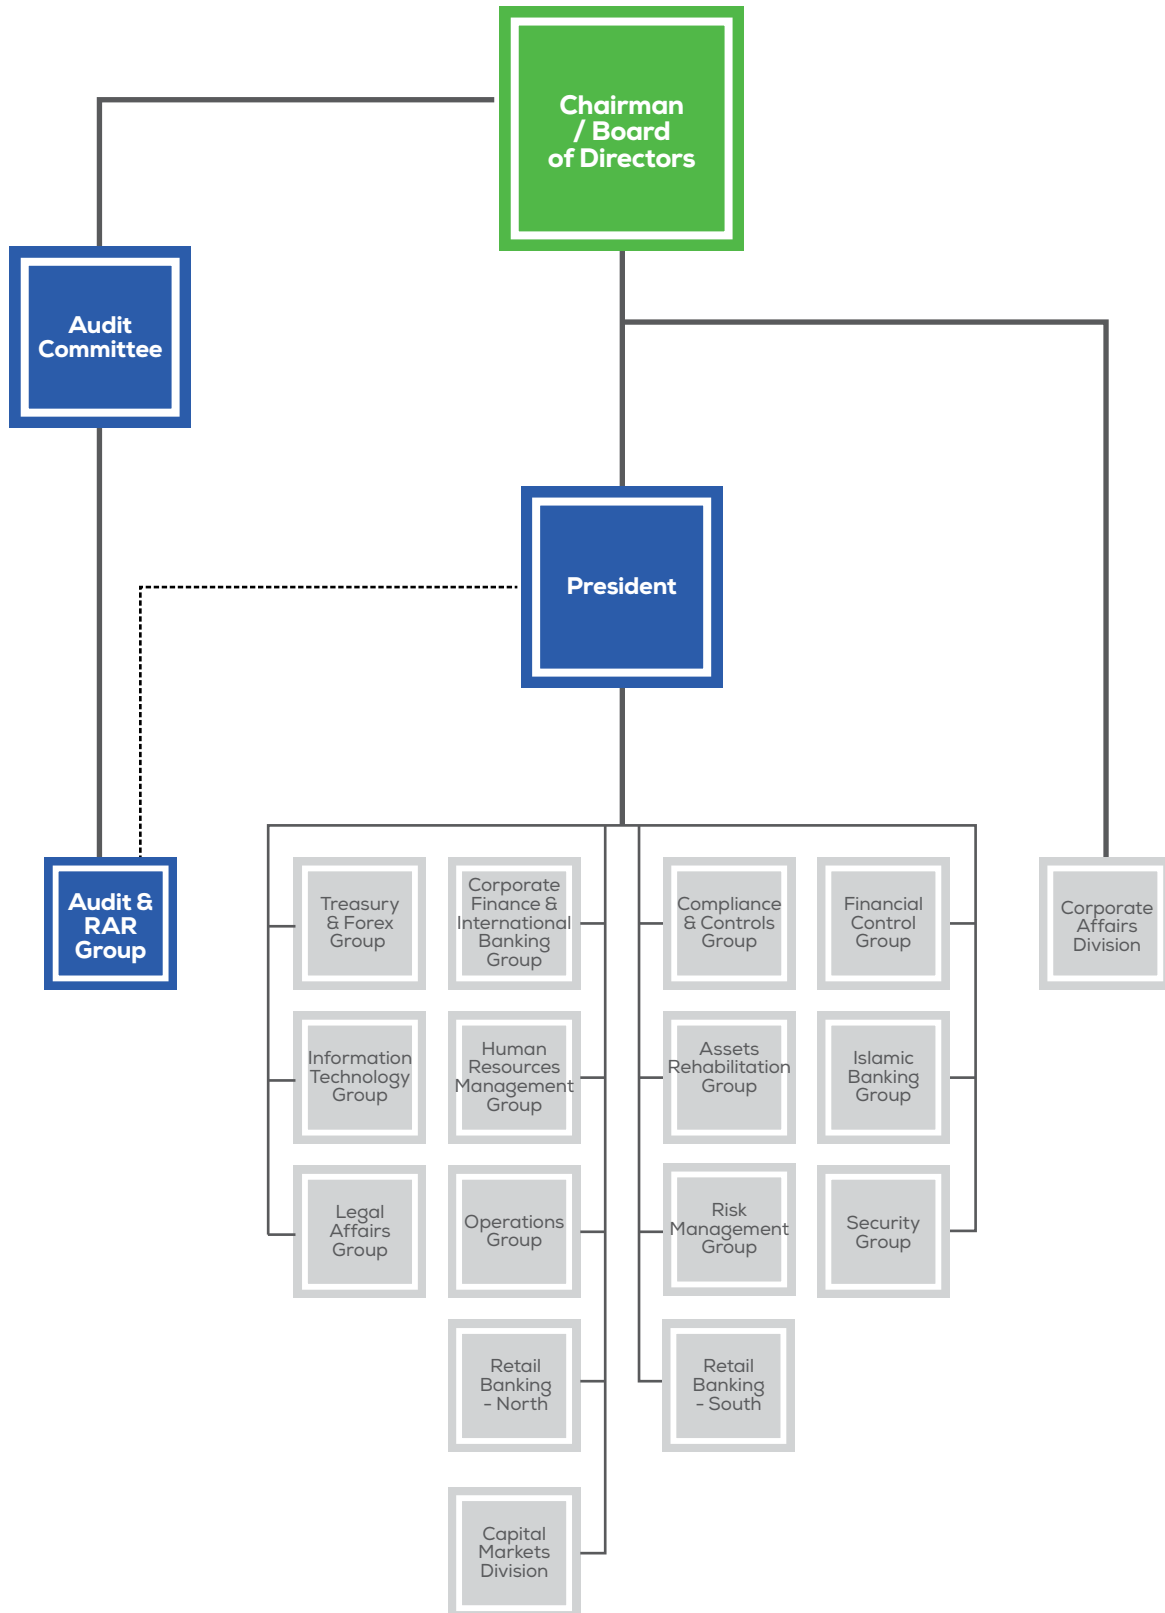 Chairman
/ Board
of Directors
Audit
Committee
President
Audit &
RAR
Group
Treasury
& Forex
Group
Corporate
Finance &
International
Banking
Group
Compliance
& Controls
Group
Financial
Control
Group
Corporate
Affairs
Division
Information
Technology
Group
Human
Resources
Management
Group
Assets
Rehabilitation
Group
Islamic
Banking
Group
Legal
Affairs
Group
Operations
Group
Risk
Management
Group
Security
Group
Retail
Banking
- North
Retail
Banking
- South
Capital
Markets
Division